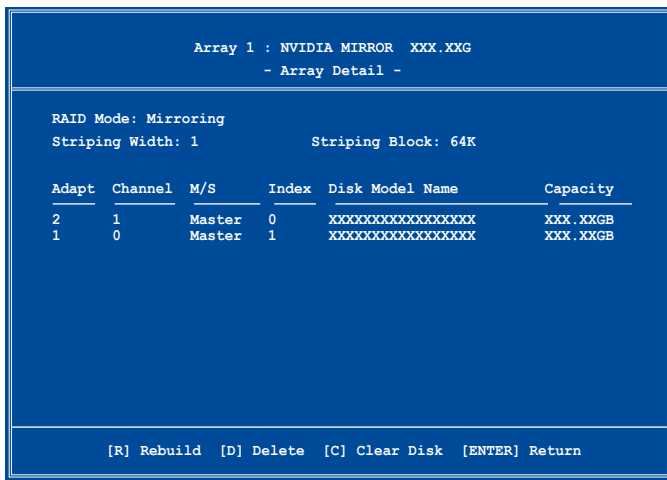 Array 1 : NVIDIA MIRROR XXX.XXG
- Array Detail -
RAID Mode: Mirroring
Striping Width: 1 Striping Block: 64K
Adapt Channel M/S Index Disk Model Name Capacity
2 1 Master 0 XXXXXXXXXXXXXXXXX XXX.XXGB
1 0 Master 1 XXXXXXXXXXXXXXXXX XXX.XXGB
[R] Rebuild [D] Delete [C] Clear Disk [ENTER] Return